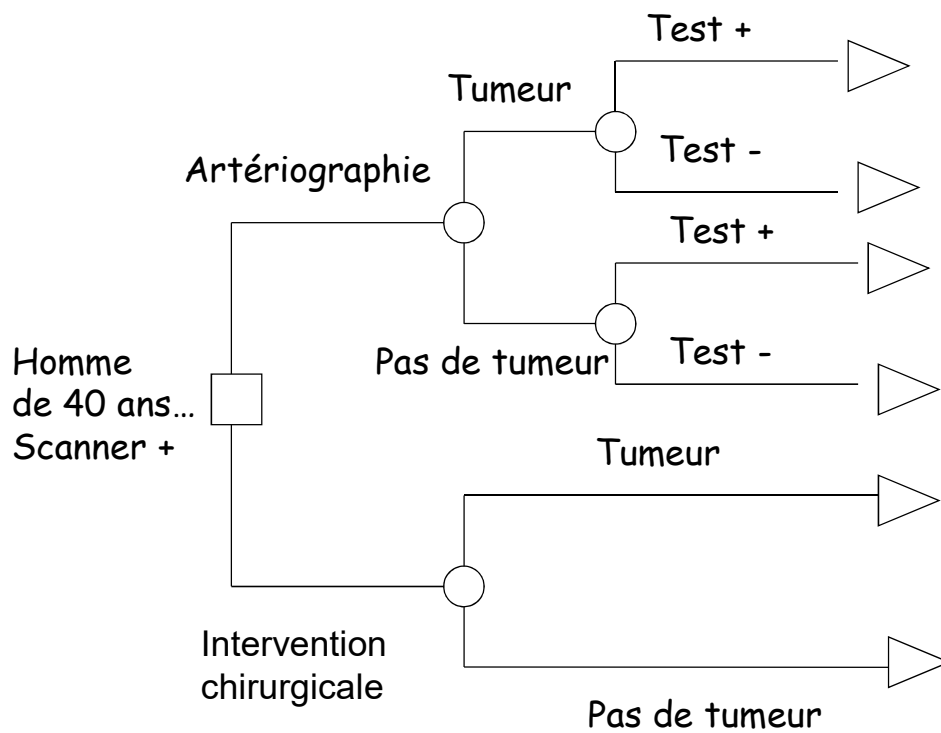 Test +
Tumeur
Test -
Artériographie
Test +
Pas de tumeur
Test -
Homme
de 40 ans...
Scanner +
Tumeur
Intervention
chirurgicale
Pas de tumeur